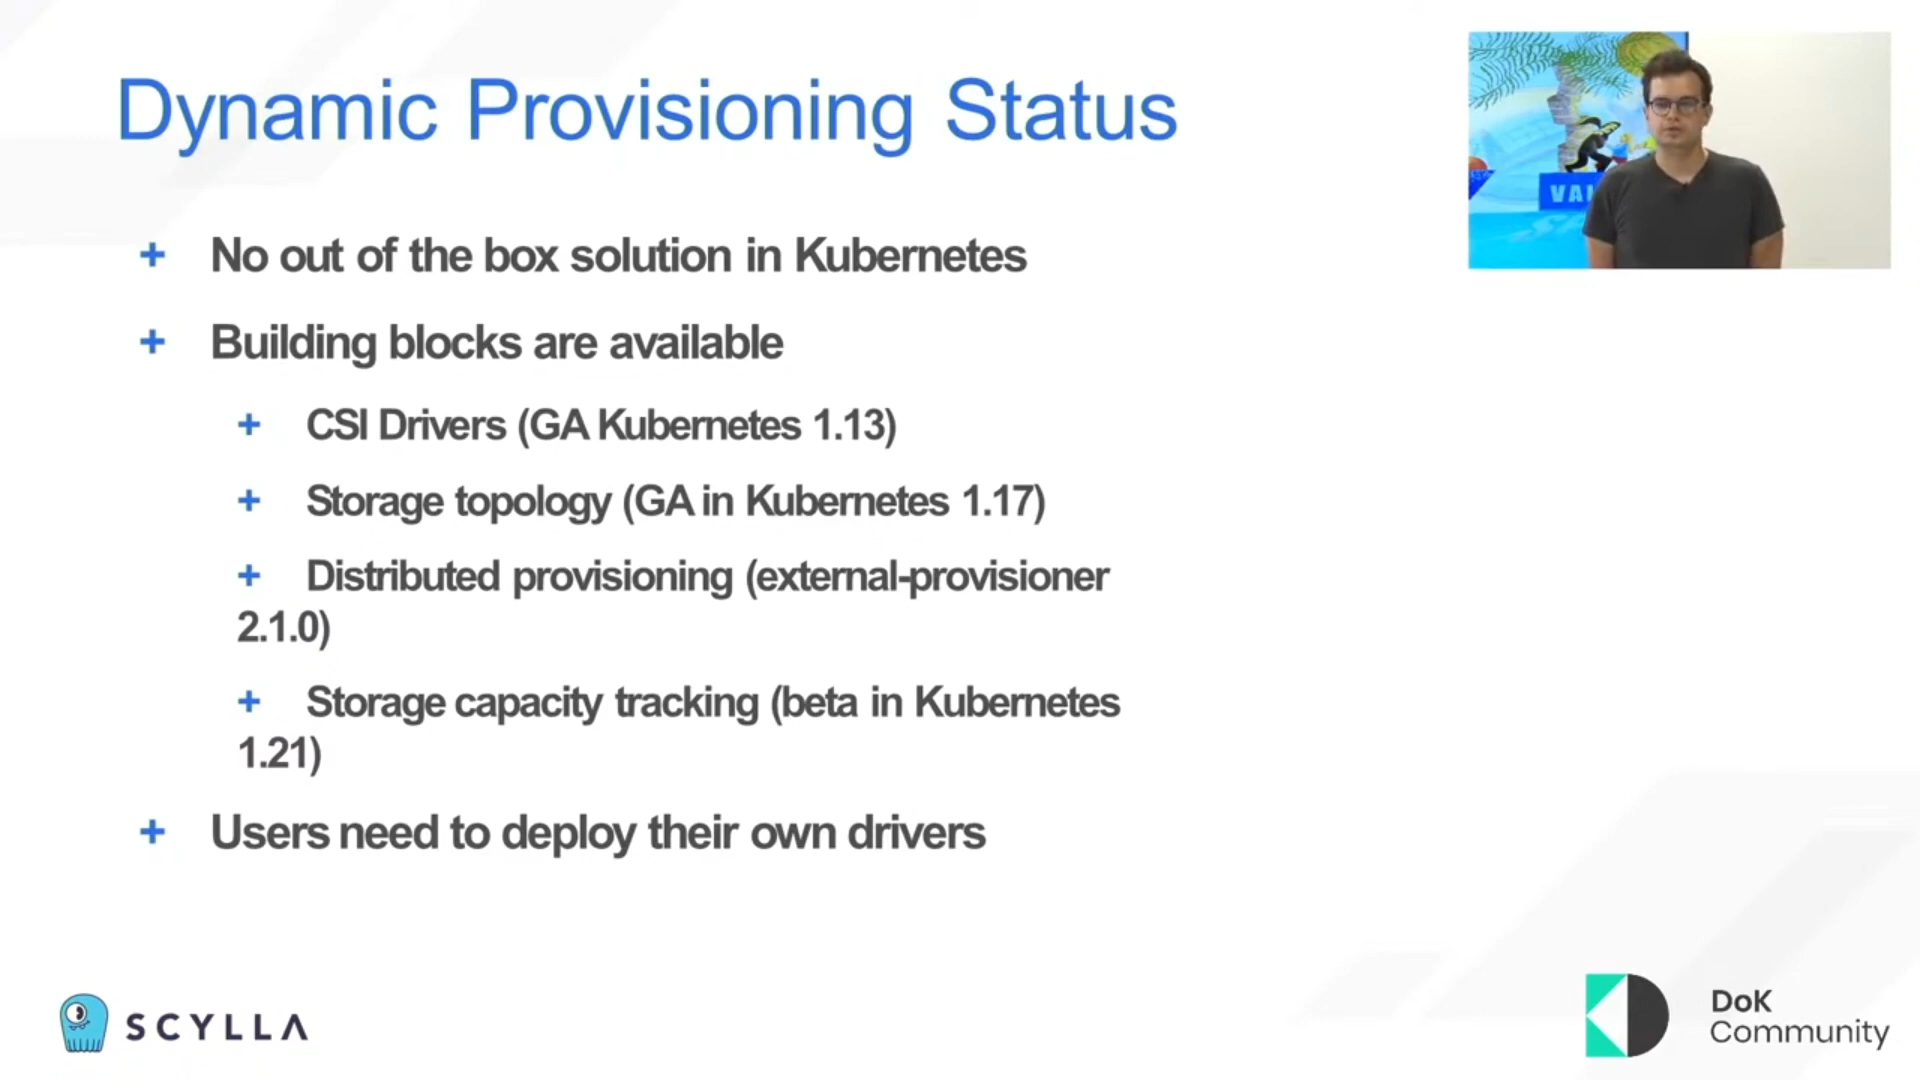 Dynamic Provisioning Status
+ No out of the box solution in Kubernetes
+ Building blocks are available
+ CSI Drivers (GA Kubernetes 1.13)
+ Storage topology (GA in Kubernetes 1.17)
+ Distributed provisioning (external-provisioner
2.1.0)
+ Storage capacity tracking (beta in Kubernetes
1.21)
+ Users need to deploy their own drivers
SCYLLA
DoK
Community